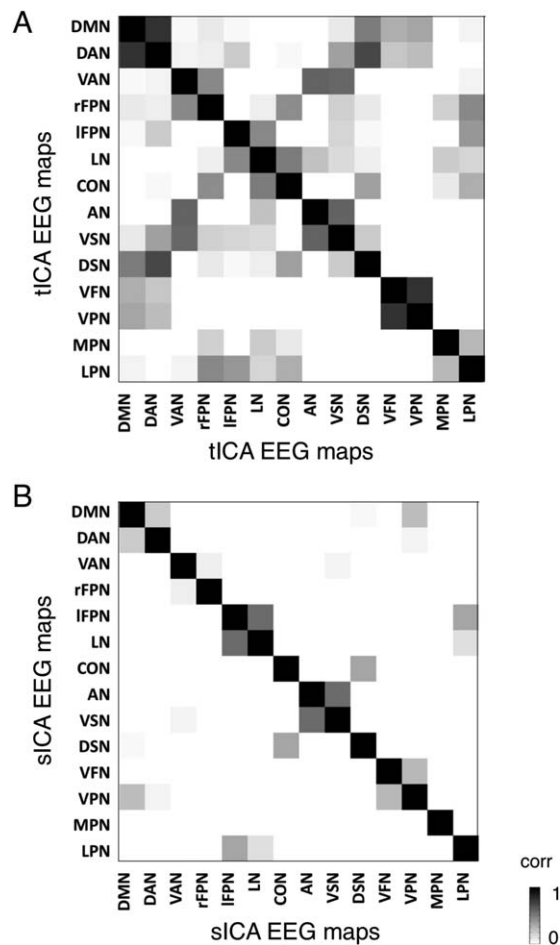 A
DMN
DAN
VAN
rFPN
lFPN
LN
CON
AN
VSN
DSN
VFN
VPN
MPN
LPN
tICA EEG maps
DMN DAN VAN rFPN lFPN LN CON AN VSN DSN VFN VPN MPN LPN
tICA EEG maps
B
DMN
DAN
VAN
rFPN
lFPN
LN
CON
AN
VSN
DSN
VFN
VPN
MPN
LPN
sICA EEG maps
DMN DAN VAN rFPN lFPN LN CON AN VSN DSN VFN VPN MPN LPN
sICA EEG maps
corr
1
0